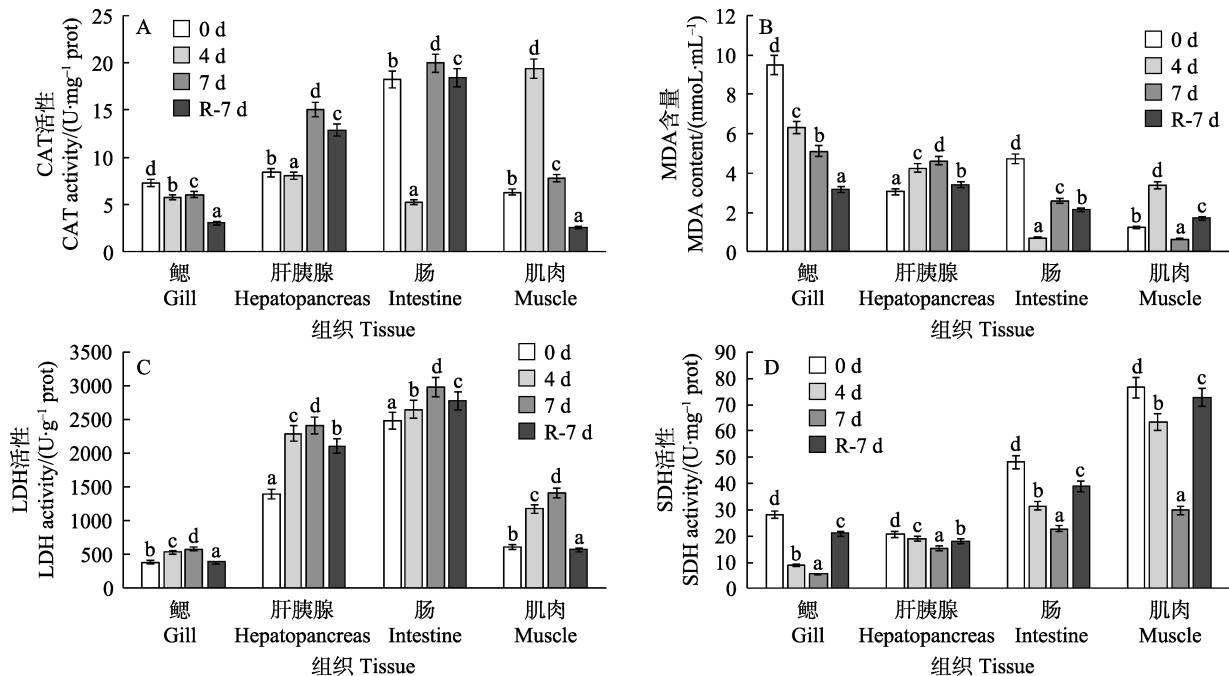 A
CAT活性
CAT activity/(U·mg⁻¹ prot)
25
20
15
10
5
0
0 d
4 d
7 d
R-7 d
d b c a
b a d c
b a d c
b d c a
鳃 肝胰腺 肠 肌肉
Gill Hepatopancreas Intestine Muscle
组织 Tissue
B
MDA含量
MDA content/(nmoL·mL⁻¹)
12
10
8
6
4
2
0
0 d
4 d
7 d
R-7 d
d c b a
a c d b
d a c b
b d a c
鳃 肝胰腺 肠 肌肉
Gill Hepatopancreas Intestine Muscle
组织 Tissue
C
LDH活性
LDH activity/(U·g⁻¹ prot)
3500
3000
2500
2000
1500
1000
500
0
0 d
4 d
7 d
R-7 d
b c d a
a c d b
a b d c
b c d a
鳃 肝胰腺 肠 肌肉
Gill Hepatopancreas Intestine Muscle
组织 Tissue
D
SDH活性
SDH activity/(U·mg⁻¹ prot)
90
80
70
60
50
40
30
20
10
0
0 d
4 d
7 d
R-7 d
d b a c
d c a b
d b a c
d b a c
鳃 肝胰腺 肠 肌肉
Gill Hepatopancreas Intestine Muscle
组织 Tissue